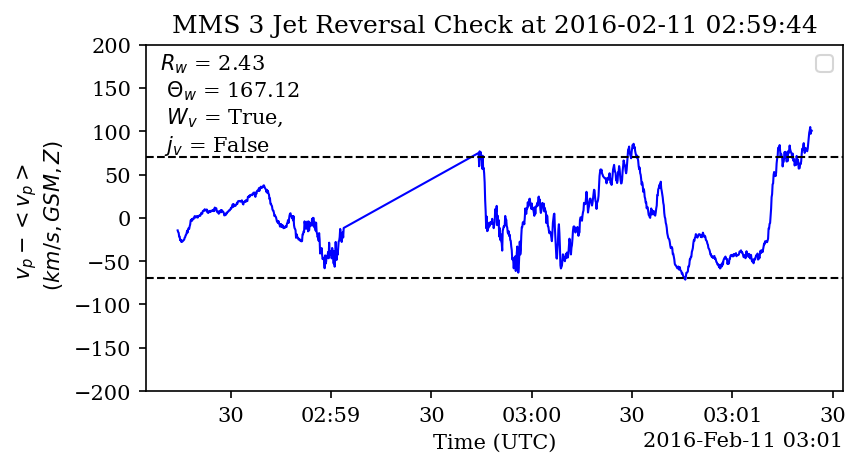 MMS 3 Jet Reversal Check at 2016-02-11 02:59:44
R_w = 2.43
Θ_w = 167.12
W_v = True,
j_v = False
v_p − < v_p >
(km/s, GSM, Z)
200
150
100
50
0
−50
−100
−150
−200
30 02:59 30 03:00 30 03:01 30
Time (UTC)
2016-Feb-11 03:01